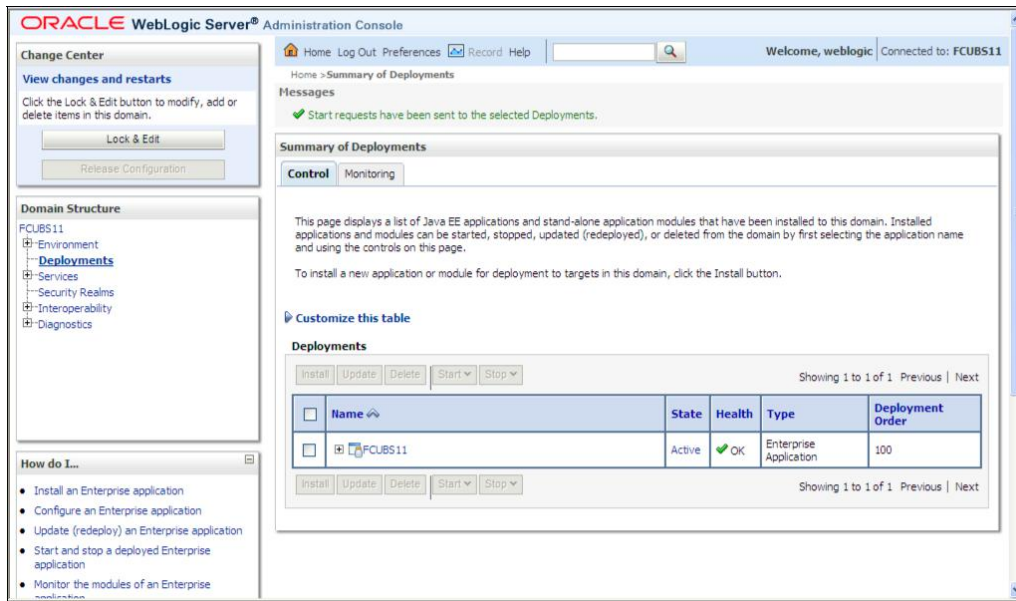 ORACLE WebLogic Server® Administration Console
Change Center
View changes and restarts
Click the Lock & Edit button to modify, add or
delete items in this domain.
Lock & Edit
Release Configuration
Domain Structure
FCUBS11
Environment
Deployments
Services
Security Realms
Interoperability
Diagnostics
How do I...
Install an Enterprise application
Configure an Enterprise application
Update (redeploy) an Enterprise application
Start and stop a deployed Enterprise
application
Monitor the modules of an Enterprise
application
Home Log Out Preferences Record Help
Welcome, weblogic Connected to: FCUBS11
Home >Summary of Deployments
Messages
Start requests have been sent to the selected Deployments.
Summary of Deployments
Control Monitoring
This page displays a list of Java EE applications and stand-alone application modules that have been installed to this domain. Installed
applications and modules can be started, stopped, updated (redeployed), or deleted from the domain by first selecting the application name
and using the controls on this page.
To install a new application or module for deployment to targets in this domain, click the Install button.
Customize this table
Deployments
Install Update Delete Start Stop Showing 1 to 1 of 1 Previous | Next
Name State Health Type Deployment
Order
FCUBS11 Active OK Enterprise
Application 100
Install Update Delete Start Stop Showing 1 to 1 of 1 Previous | Next